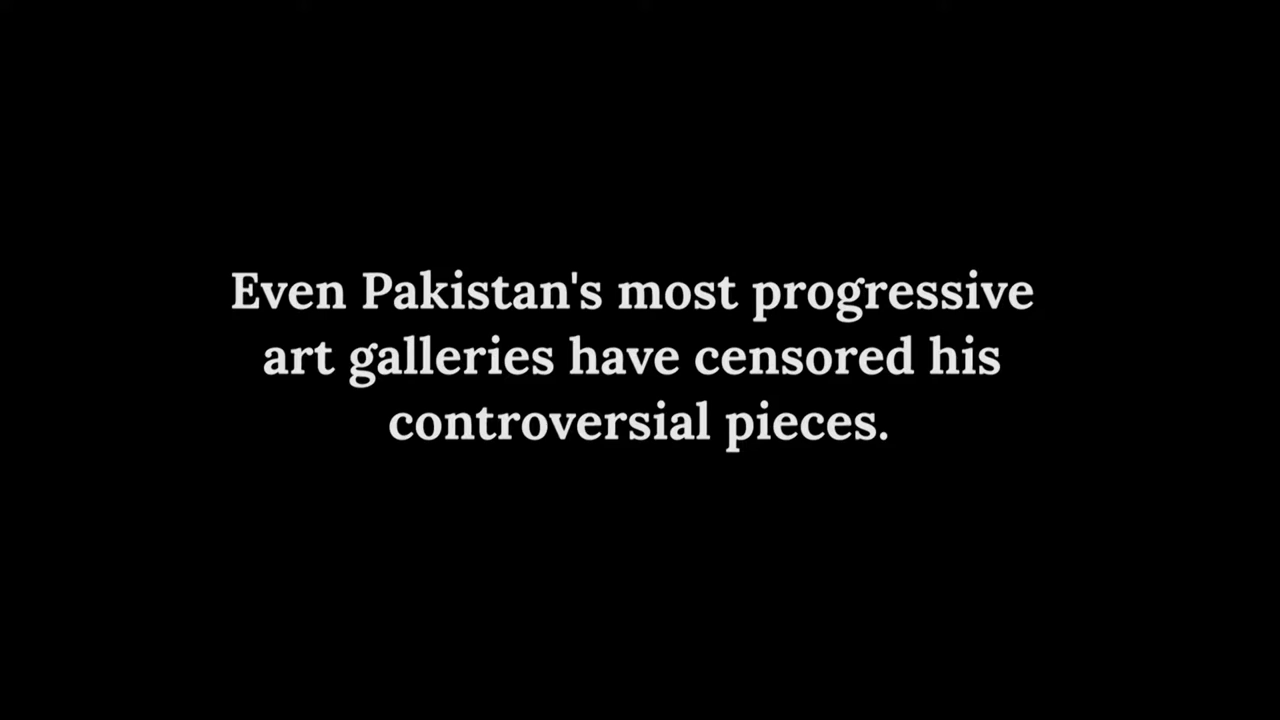 Even Pakistan's most progressive
art galleries have censored his
controversial pieces.